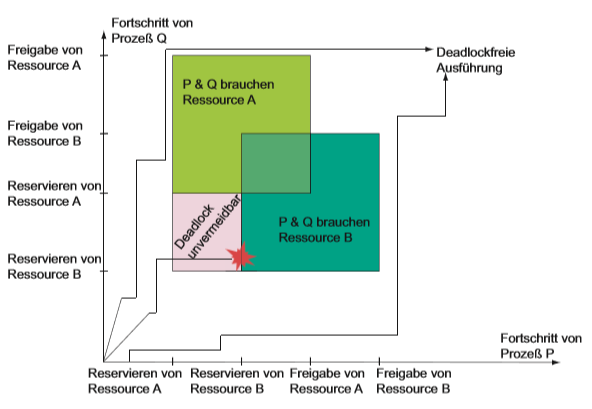 Fortschritt von
Prozeß Q
Freigabe von
Ressource A
Deadlockfreie
Ausführung
P & Q brauchen
Ressource A
Freigabe von
Ressource B
Reservieren von
Ressource A
Deadlock
unvermeidbar
P & Q brauchen
Ressource B
Reservieren von
Ressource B
Fortschritt von
Prozeß P
Reservieren von
Ressource A
Reservieren von
Ressource B
Freigabe von
Ressource A
Freigabe von
Ressource B